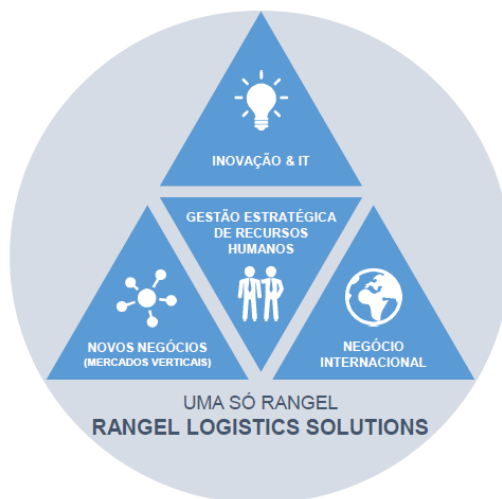 INOVAÇÃO & IT
GESTÃO ESTRATÉGICA
DE RECURSOS
HUMANOS
NOVOS NEGÓCIOS
(MERCADOS VERTICAIS)
NEGÓCIO
INTERNACIONAL
UMA SÓ RANGEL
RANGEL LOGISTICS SOLUTIONS